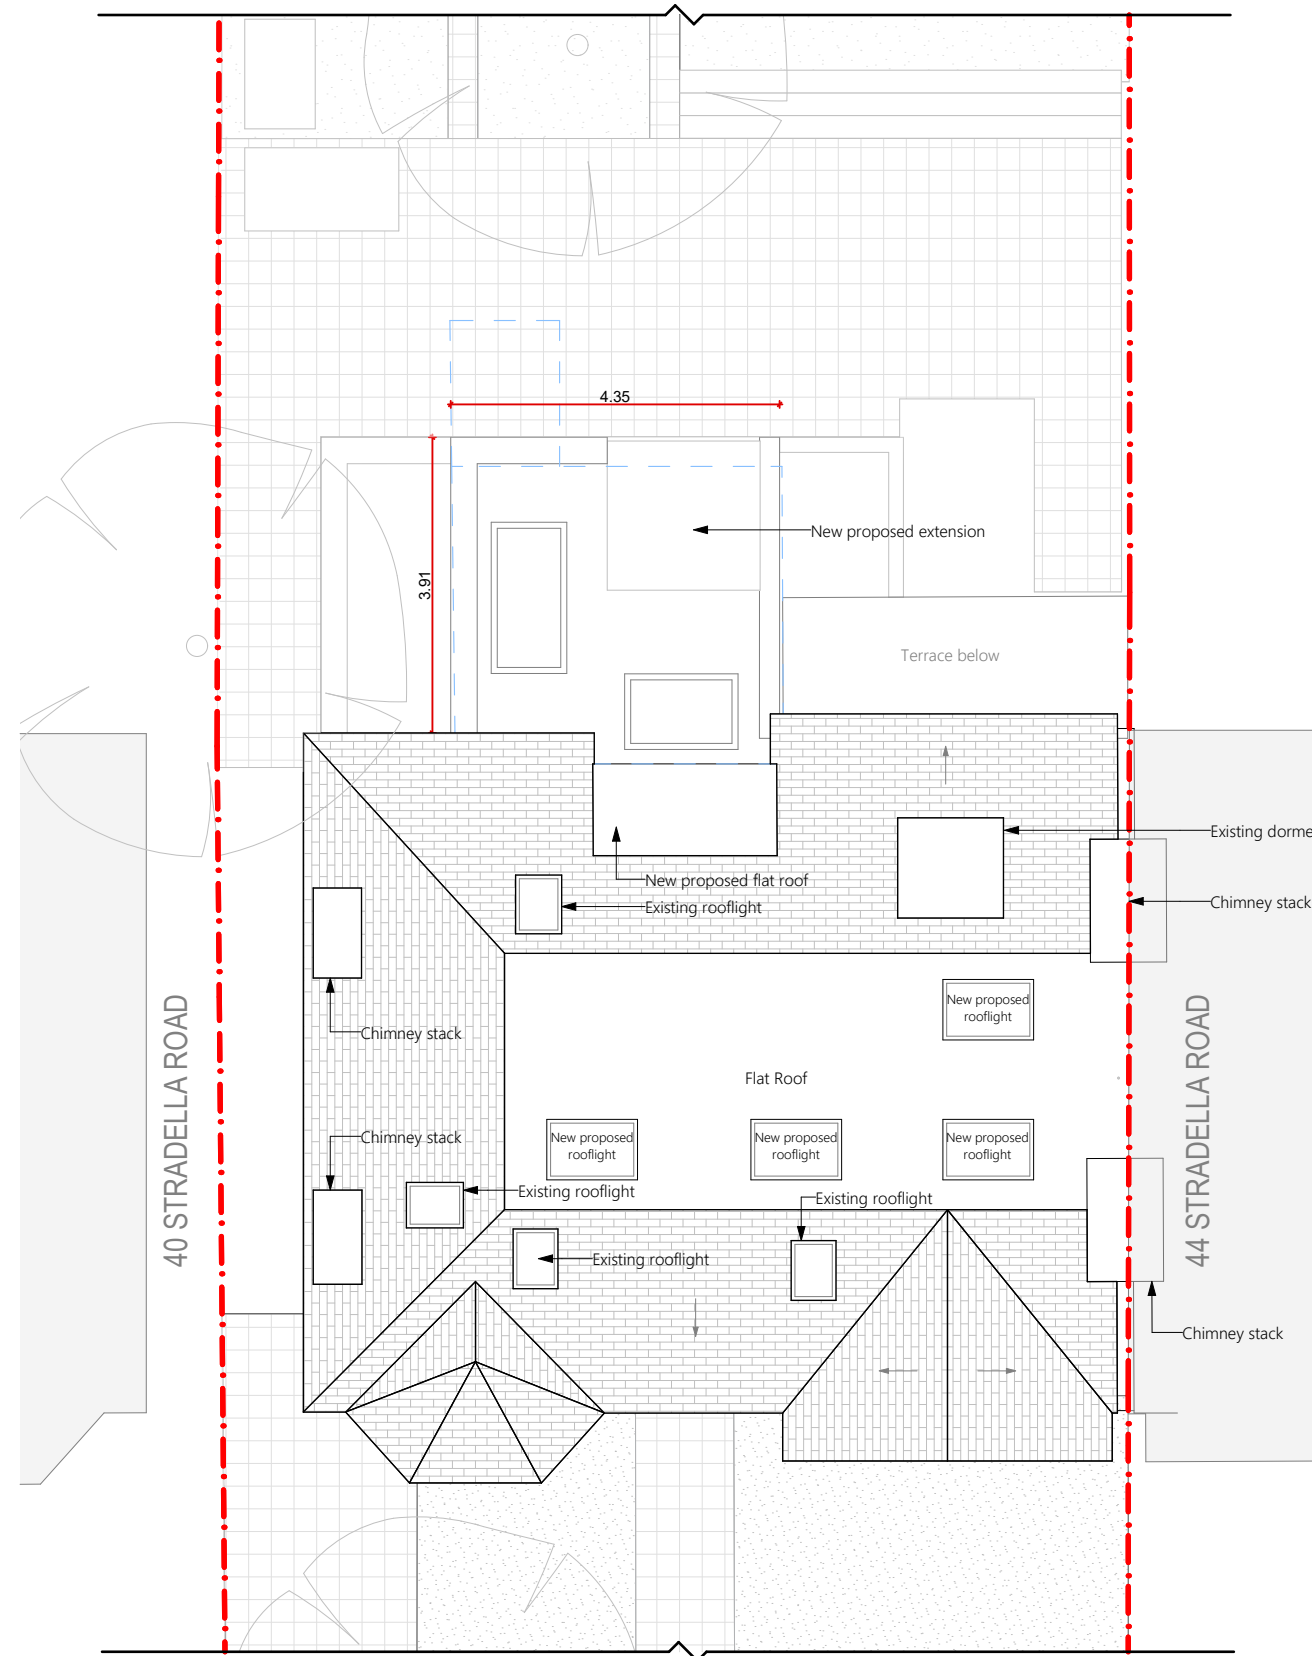 4.35
New proposed extension
3.91
Terrace below
Existing dorme
New proposed flat roof
Existing rooflight
Chimney stack
New proposed
rooflight
40 STRADELLA ROAD
44 STRADELLA ROAD
Chimney stack
Flat Roof
Chimney stack
New proposed
rooflight
New proposed
rooflight
New proposed
rooflight
Existing rooflight
Existing rooflight
Existing rooflight
Chimney stack